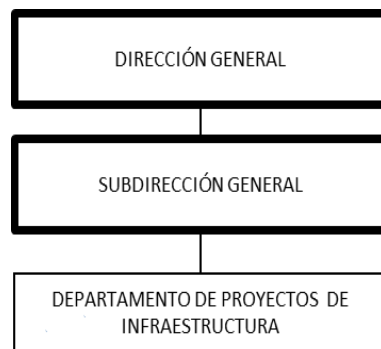 DIRECCIÓN GENERAL
SUBDIRECCIÓN GENERAL
DEPARTAMENTO DE PROYECTOS DE
INFRAESTRUCTURA